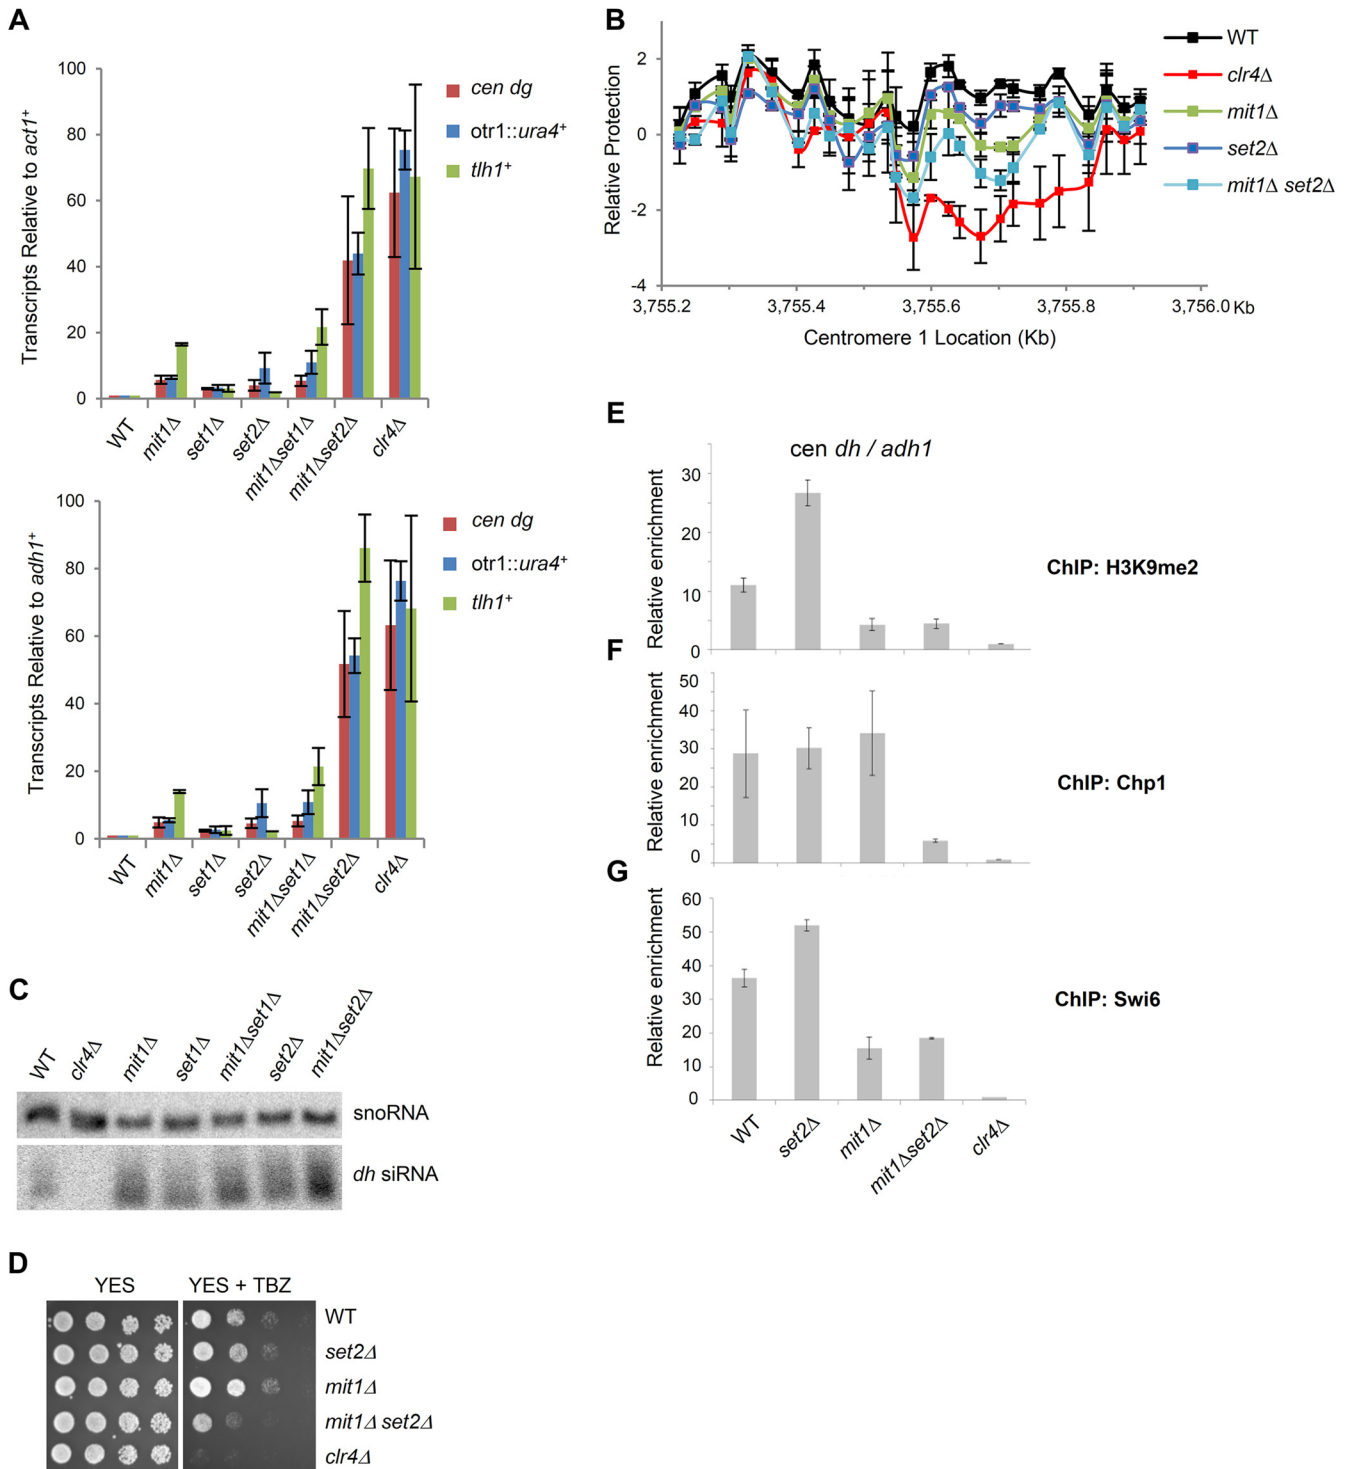 A
Transcripts Relative to act1⁺
100
80
60
40
20
0
cen dg
otr1::ura4⁺
tlh1⁺
WT
mit1Δ
set1Δ
set2Δ
mit1Δset1Δ
mit1Δset2Δ
clr4Δ
Transcripts Relative to adh1⁺
100
80
60
40
20
0
cen dg
otr1::ura4⁺
tlh1⁺
WT
mit1Δ
set1Δ
set2Δ
mit1Δset1Δ
mit1Δset2Δ
clr4Δ
B
Relative Protection
2
0
-2
-4
3,755.2
3,755.4
3,755.6
3,755.8
3,756.0 Kb
Centromere 1 Location (Kb)
WT
clr4Δ
mit1Δ
set2Δ
mit1Δ set2Δ
C
WT
clr4Δ
mit1Δ
set1Δ
mit1Δset1Δ
set2Δ
mit1Δset2Δ
snoRNA
dh siRNA
D
YES
YES + TBZ
WT
set2Δ
mit1Δ
mit1Δ set2Δ
clr4Δ
E
cen dh / adh1
Relative enrichment
30
20
10
0
ChIP: H3K9me2
F
Relative enrichment
50
40
30
20
10
0
ChIP: Chp1
G
Relative enrichment
60
50
40
30
20
10
0
ChIP: Swi6
WT
set2Δ
mit1Δ
mit1Δset2Δ
clr4Δ